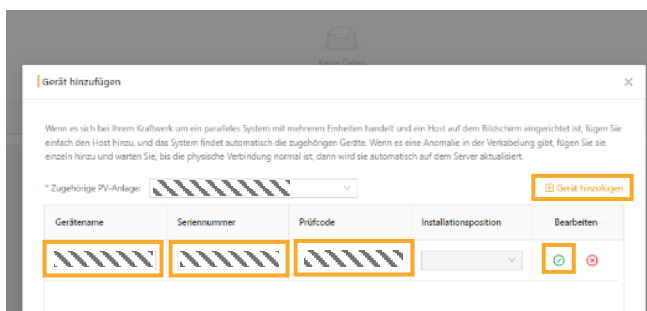 Keine Daten
Gerät hinzufügen
Wenn es sich bei Ihrem Kraftwerk um ein paralleles System mit mehreren Einheiten handelt und ein Host auf dem Bildschirm eingerichtet ist, fügen Sie
einfach den Host hinzu, und das System findet automatisch die zugehörigen Geräte. Wenn es eine Anomalie in der Verkabelung gibt, fügen Sie sie
einzeln hinzu und warten Sie, bis die physische Verbindung normal ist, dann wird sie automatisch auf dem Server aktualisiert.
* Zugehörige PV-Anlage:
Gerät hinzufügen
Gerätename Seriennummer Prüfcode Installationsposition Bearbeiten